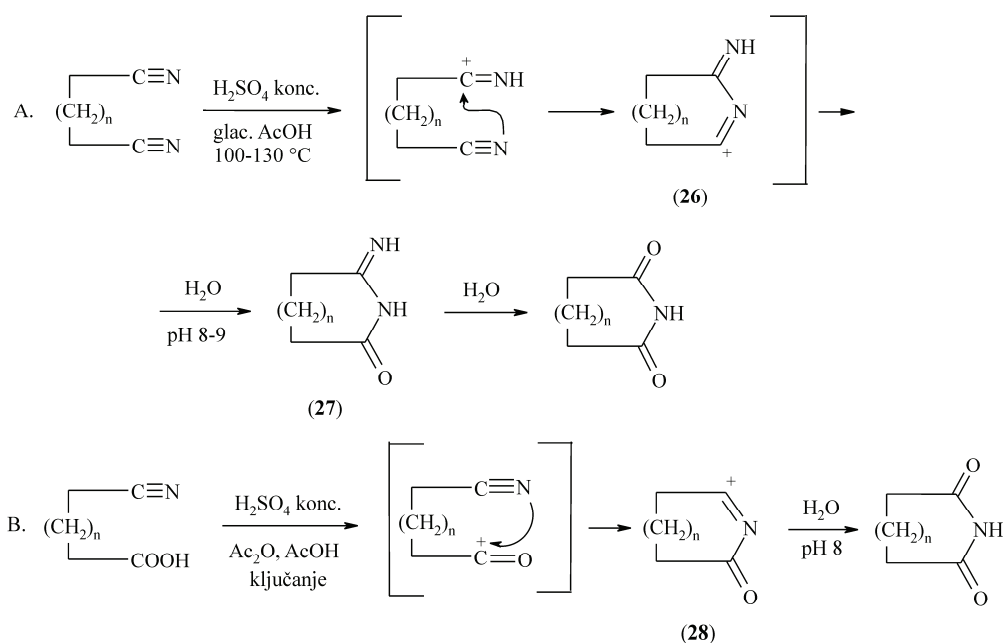 A.
C≡N
(CH₂)ₙ
C≡N
H₂SO₄ konc.
glac. AcOH
100-130 °C
+
C=NH
(CH₂)ₙ
C≡N
NH
(CH₂)ₙ
N
+
(26)
H₂O
pH 8-9
NH
(CH₂)ₙ
NH
O
(27)
H₂O
O
(CH₂)ₙ
NH
O
B.
C≡N
(CH₂)ₙ
COOH
H₂SO₄ konc.
Ac₂O, AcOH
ključanje
C≡N
(CH₂)ₙ
+
C=O
+
(CH₂)ₙ
N
O
(28)
H₂O
pH 8
O
(CH₂)ₙ
NH
O